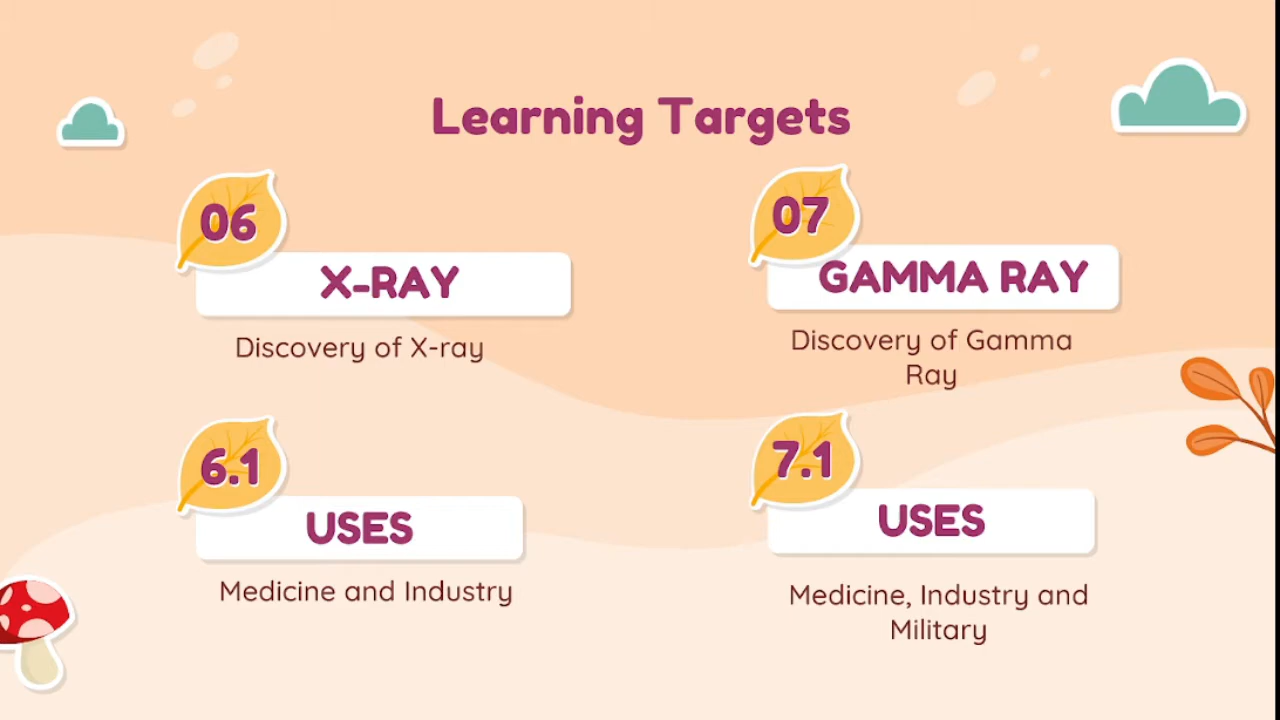 Learning Targets
06
X-RAY
Discovery of X-ray
07
GAMMA RAY
Discovery of Gamma
Ray
6.1
USES
Medicine and Industry
7.1
USES
Medicine, Industry and
Military